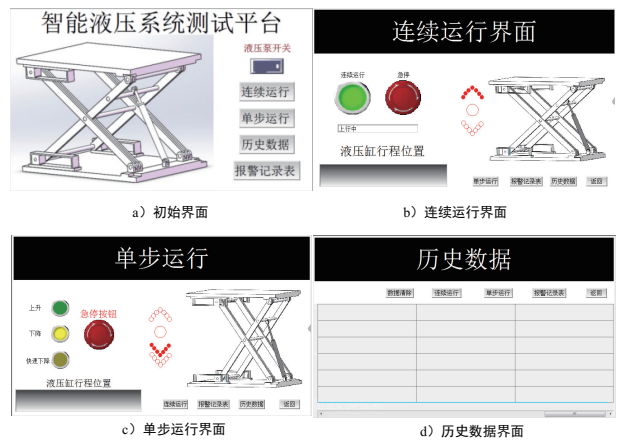 智能液压系统测试平台
液压泵开关
连续运行
单步运行
历史数据
报警记录表
a）初始界面
连续运行界面
连续运行
急停
上行中
液压缸行程位置
单步运行 报警记录表 历史数据 返回
b）连续运行界面
单步运行
上升
急停按钮
下降
快速下降
液压缸行程位置
连续运行 报警记录表 历史数据 返回
c）单步运行界面
历史数据
数据清除 连续运行 单步运行 报警记录表 返回
d）历史数据界面